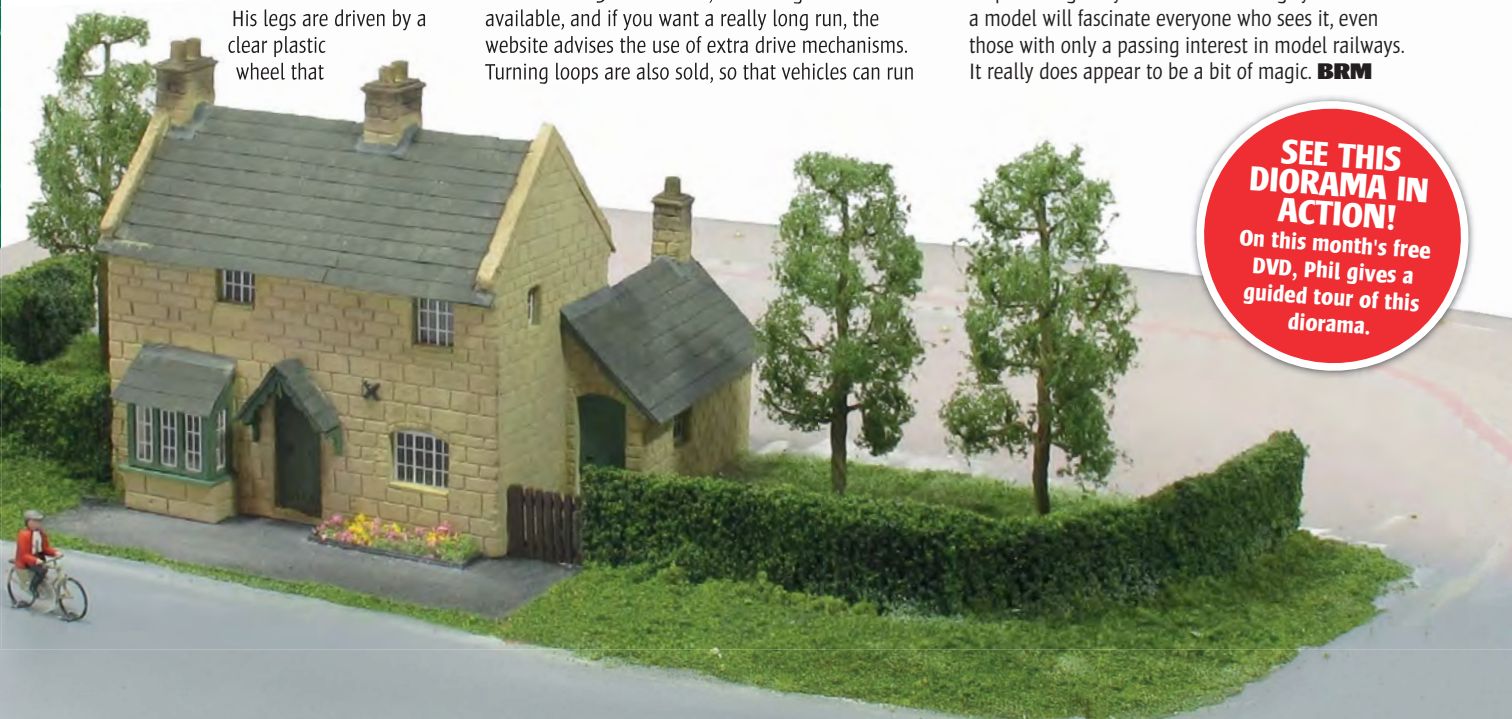 His legs are driven by a
clear plastic
wheel that
available, and if you want a really long run, the
website advises the use of extra drive mechanisms.
Turning loops are also sold, so that vehicles can run
a model will fascinate everyone who sees it, even
those with only a passing interest in model railways.
It really does appear to be a bit of magic. BRM
SEE THIS
DIORAMA IN
ACTION!
On this month's free
DVD, Phil gives a
guided tour of this
diorama.